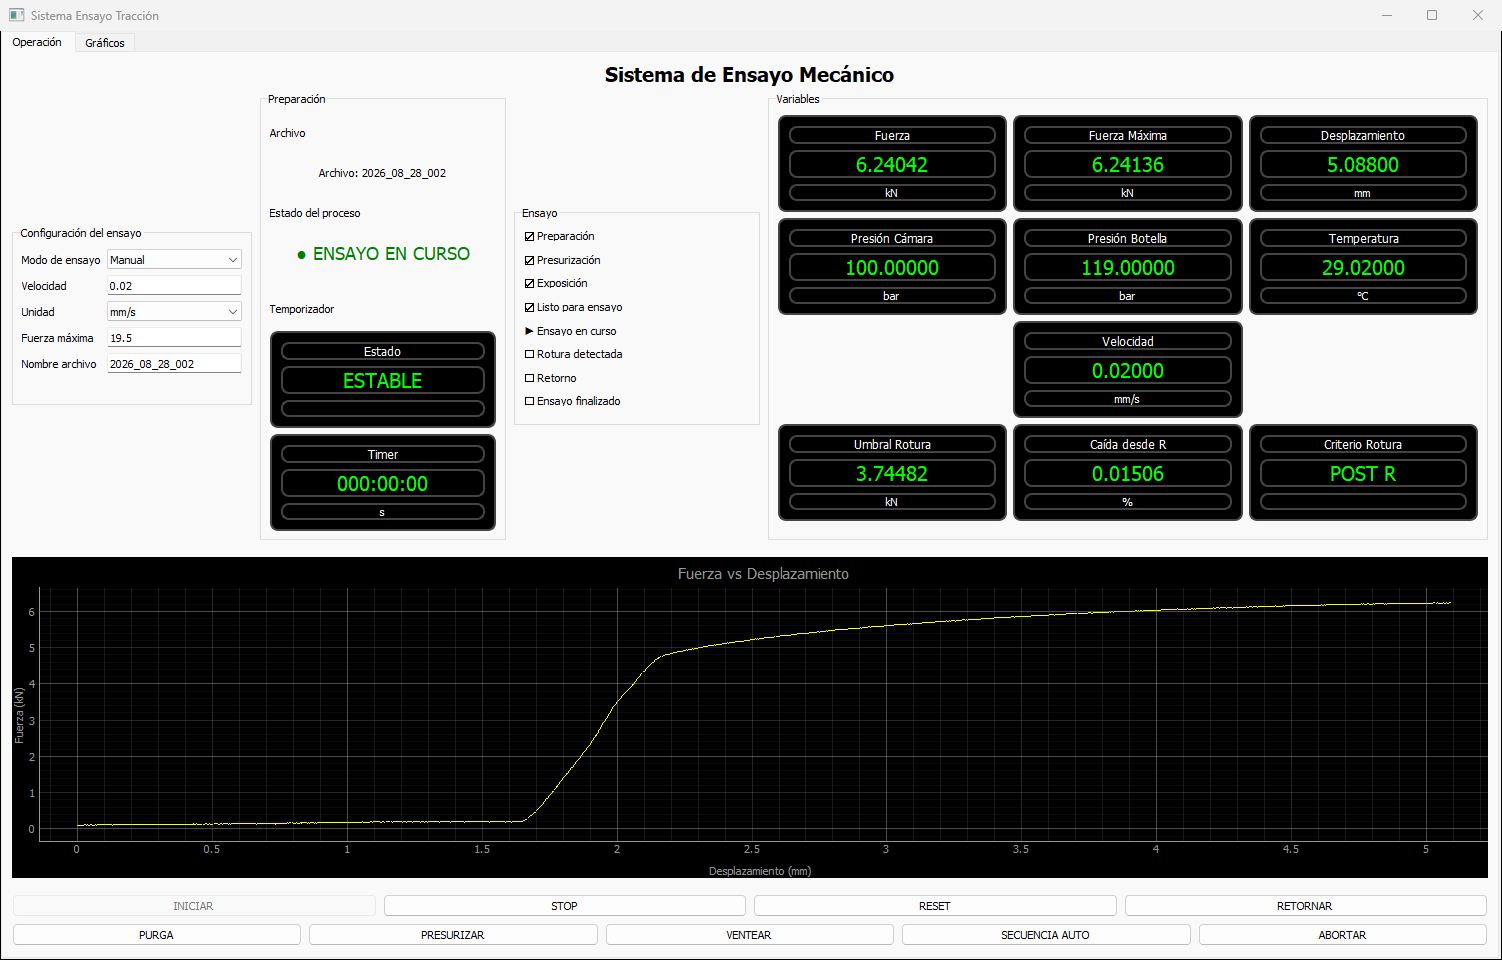 Sistema Ensayo Tracción
Operación
Gráficos
Sistema de Ensayo Mecánico
Configuración del ensayo
Modo de ensayo
Manual
Velocidad
0.02
Unidad
mm/s
Fuerza máxima
19.5
Nombre archivo
2026_08_28_002
Preparación
Archivo
Archivo: 2026_08_28_002
Estado del proceso
● ENSAYO EN CURSO
Temporizador
Estado
ESTABLE
Timer
000:00:00
s
Ensayo
Preparación
Presurización
Exposición
Listo para ensayo
Ensayo en curso
Rotura detectada
Retorno
Ensayo finalizado
Variables
Fuerza
6.24042
kN
Fuerza Máxima
6.24136
kN
Desplazamiento
5.08800
mm
Presión Cámara
100.00000
bar
Presión Botella
119.00000
bar
Temperatura
29.02000
°C
Velocidad
0.02000
mm/s
Umbral Rotura
3.74482
kN
Caída desde R
0.01506
%
Criterio Rotura
POST R
Fuerza vs Desplazamiento
Fuerza (kN)
6
5
4
3
2
1
0
0
0.5
1
1.5
2
2.5
3
3.5
4
4.5
5
Desplazamiento (mm)
INICIAR
STOP
RESET
RETORNAR
PURGA
PRESURIZAR
VENTEAR
SECUENCIA AUTO
ABORTAR